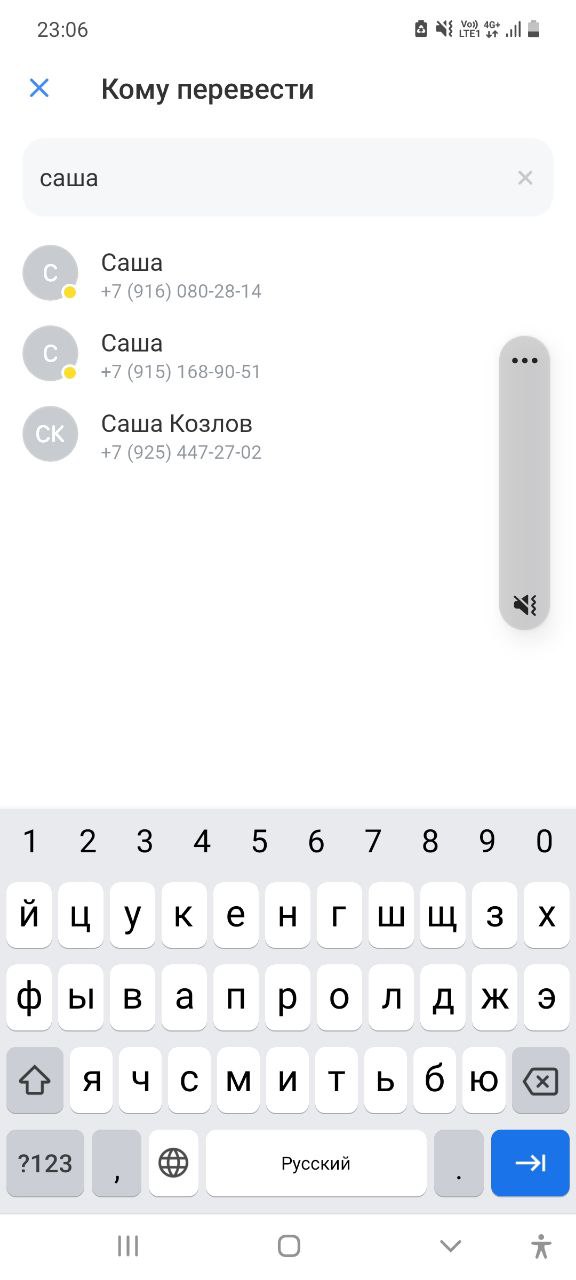 23:06
Vo)) 4G+
LTE1
Кому перевести
саша
С
Саша
+7 (916) 080-28-14
С
Саша
+7 (915) 168-90-51
СК
Саша Козлов
+7 (925) 447-27-02
1 2 3 4 5 6 7 8 9 0
й ц у к е н г ш щ з х
ф ы в а п р о л д ж э
я ч с м и т ь б ю
?123 , Русский .